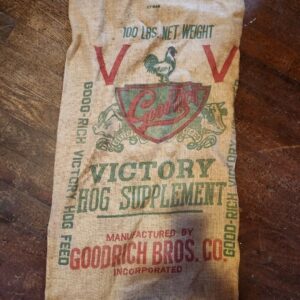 100 LBS. NET WEIGHT
V V
VICTORY
HOG SUPPLEMENT
MANUFACTURED BY
GOODRICH BROS. CO.
INCORPORATED
GOOD-RICH VICTORY HOG FEED
GOOD-RICH VICTORY